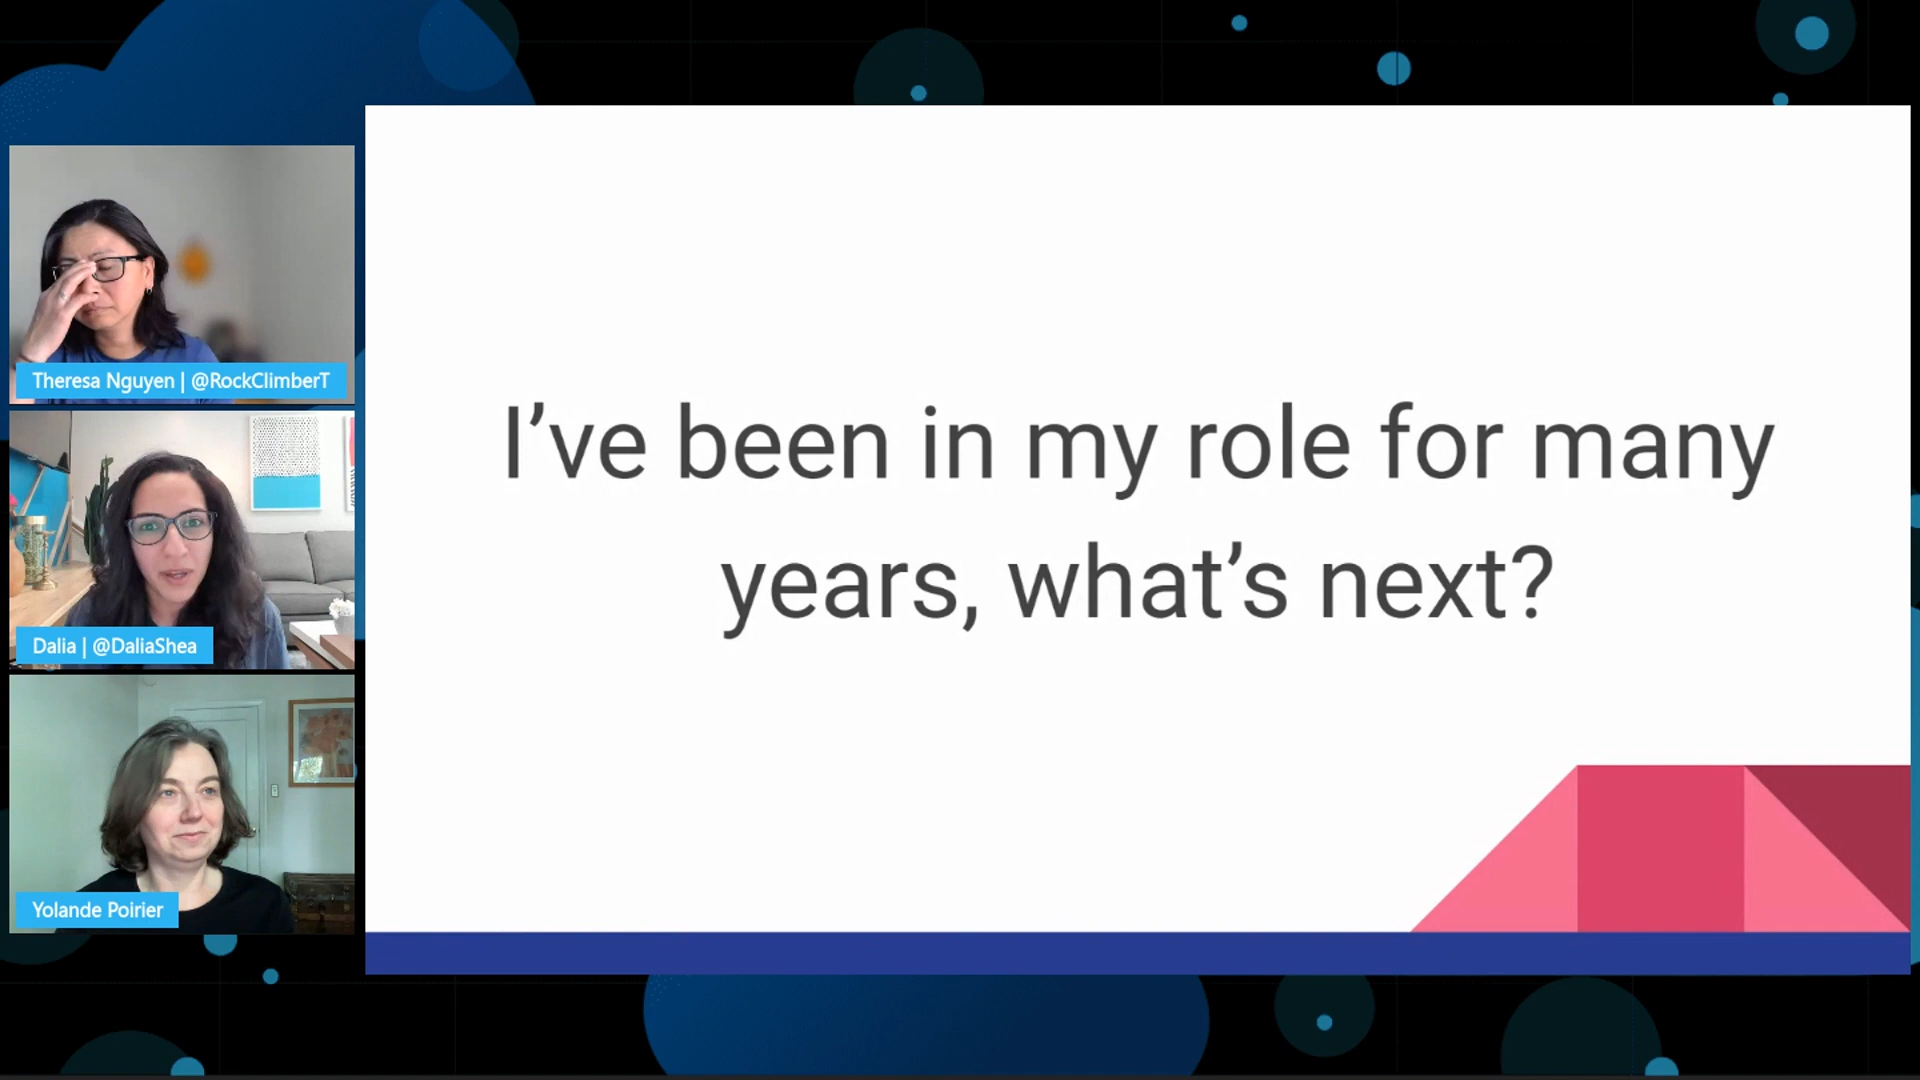 Theresa Nguyen | @RockClimberT
Dalia | @DaliaShea
Yolande Poirier
I’ve been in my role for many
years, what’s next?